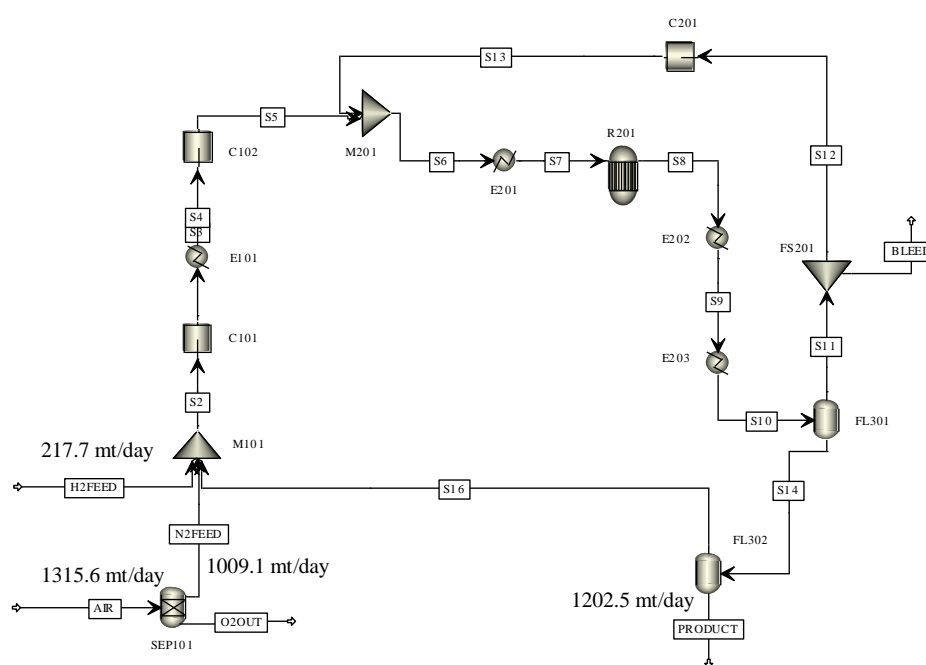 C201
S13
S5
C102
M201
R201
S12
S6
S7
S8
E201
S4
S3
E202
FS201
E101
BLEED
S9
C101
S11
E203
S2
S10
FL301
217.7 mt/day
M101
H2FEED
S16
S14
N2FEED
FL302
1315.6 mt/day
1009.1 mt/day
1202.5 mt/day
AIR
O2OUT
PRODUCT
SEP101